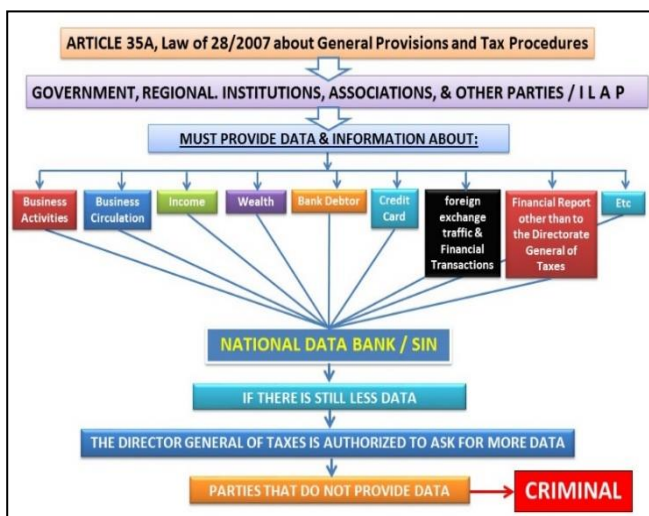 ARTICLE 35A, Law of 28/2007 about General Provisions and Tax Procedures
GOVERNMENT, REGIONAL. INSTITUTIONS, ASSOCIATIONS, & OTHER PARTIES / I L A P
MUST PROVIDE DATA & INFORMATION ABOUT:
Business
Activities
Business
Circulation
Income
Wealth
Bank Debtor
Credit
Card
foreign
exchange
traffic &
Financial
Transactions
Financial Report
other than to
the Directorate
General of
Taxes
Etc
NATIONAL DATA BANK / SIN
IF THERE IS STILL LESS DATA
THE DIRECTOR GENERAL OF TAXES IS AUTHORIZED TO ASK FOR MORE DATA
PARTIES THAT DO NOT PROVIDE DATA
CRIMINAL